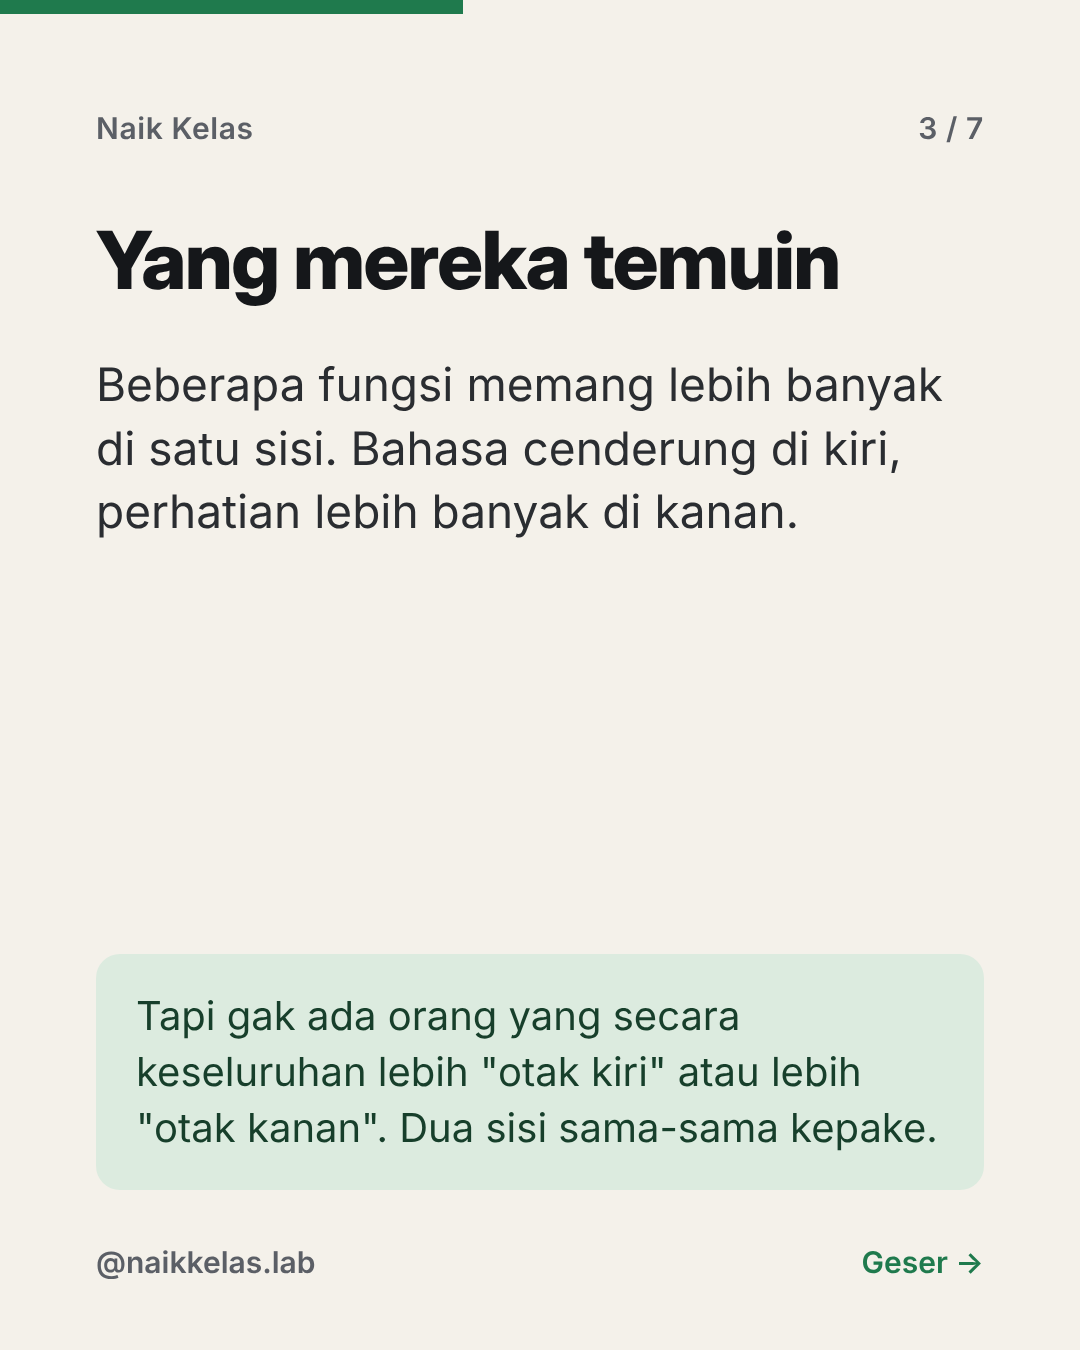 Naik Kelas
3 / 7
Yang mereka temuin
Beberapa fungsi memang lebih banyak
di satu sisi. Bahasa cenderung di kiri,
perhatian lebih banyak di kanan.
Tapi gak ada orang yang secara
keseluruhan lebih "otak kiri" atau lebih
"otak kanan". Dua sisi sama-sama kepake.
@naikkelas.lab
Geser →